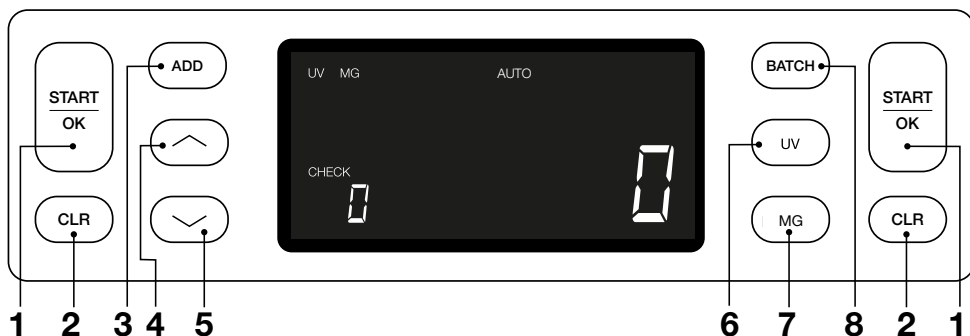 START
OK
CLR
ADD
UV MG AUTO
CHECK
0 0
BATCH
UV
MG
START
OK
CLR
1 2 3 4 5 6 7 8 2 1